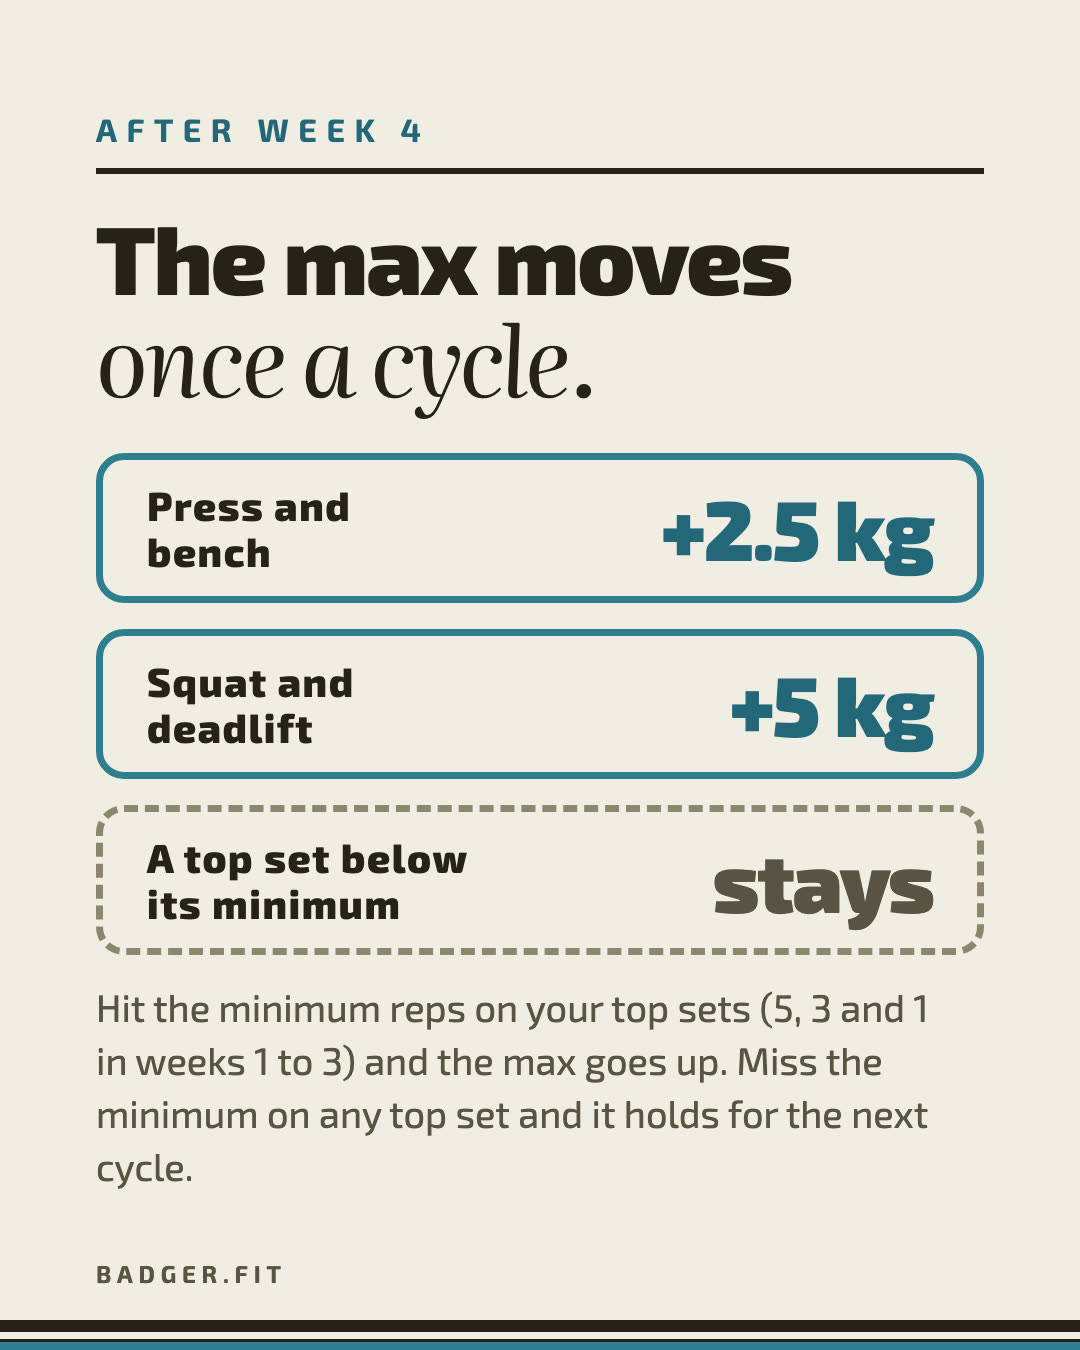 AFTER WEEK 4
The max moves
once a cycle.
Press and
bench
+2.5 kg
Squat and
deadlift
+5 kg
A top set below
its minimum
stays
Hit the minimum reps on your top sets (5, 3 and 1
in weeks 1 to 3) and the max goes up. Miss the
minimum on any top set and it holds for the next
cycle.
BADGER.FIT